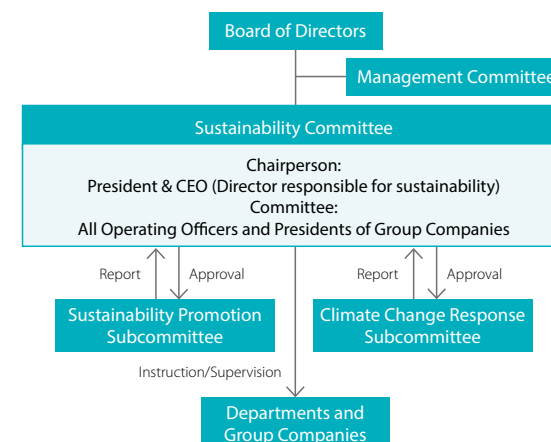 Board of Directors
Management Committee
Sustainability Committee
Chairperson:
President & CEO (Director responsible for sustainability)
Committee:
All Operating Officers and Presidents of Group Companies
Report
Approval
Report
Approval
Sustainability Promotion
Subcommittee
Climate Change Response
Subcommittee
Instruction/Supervision
Departments and
Group Companies